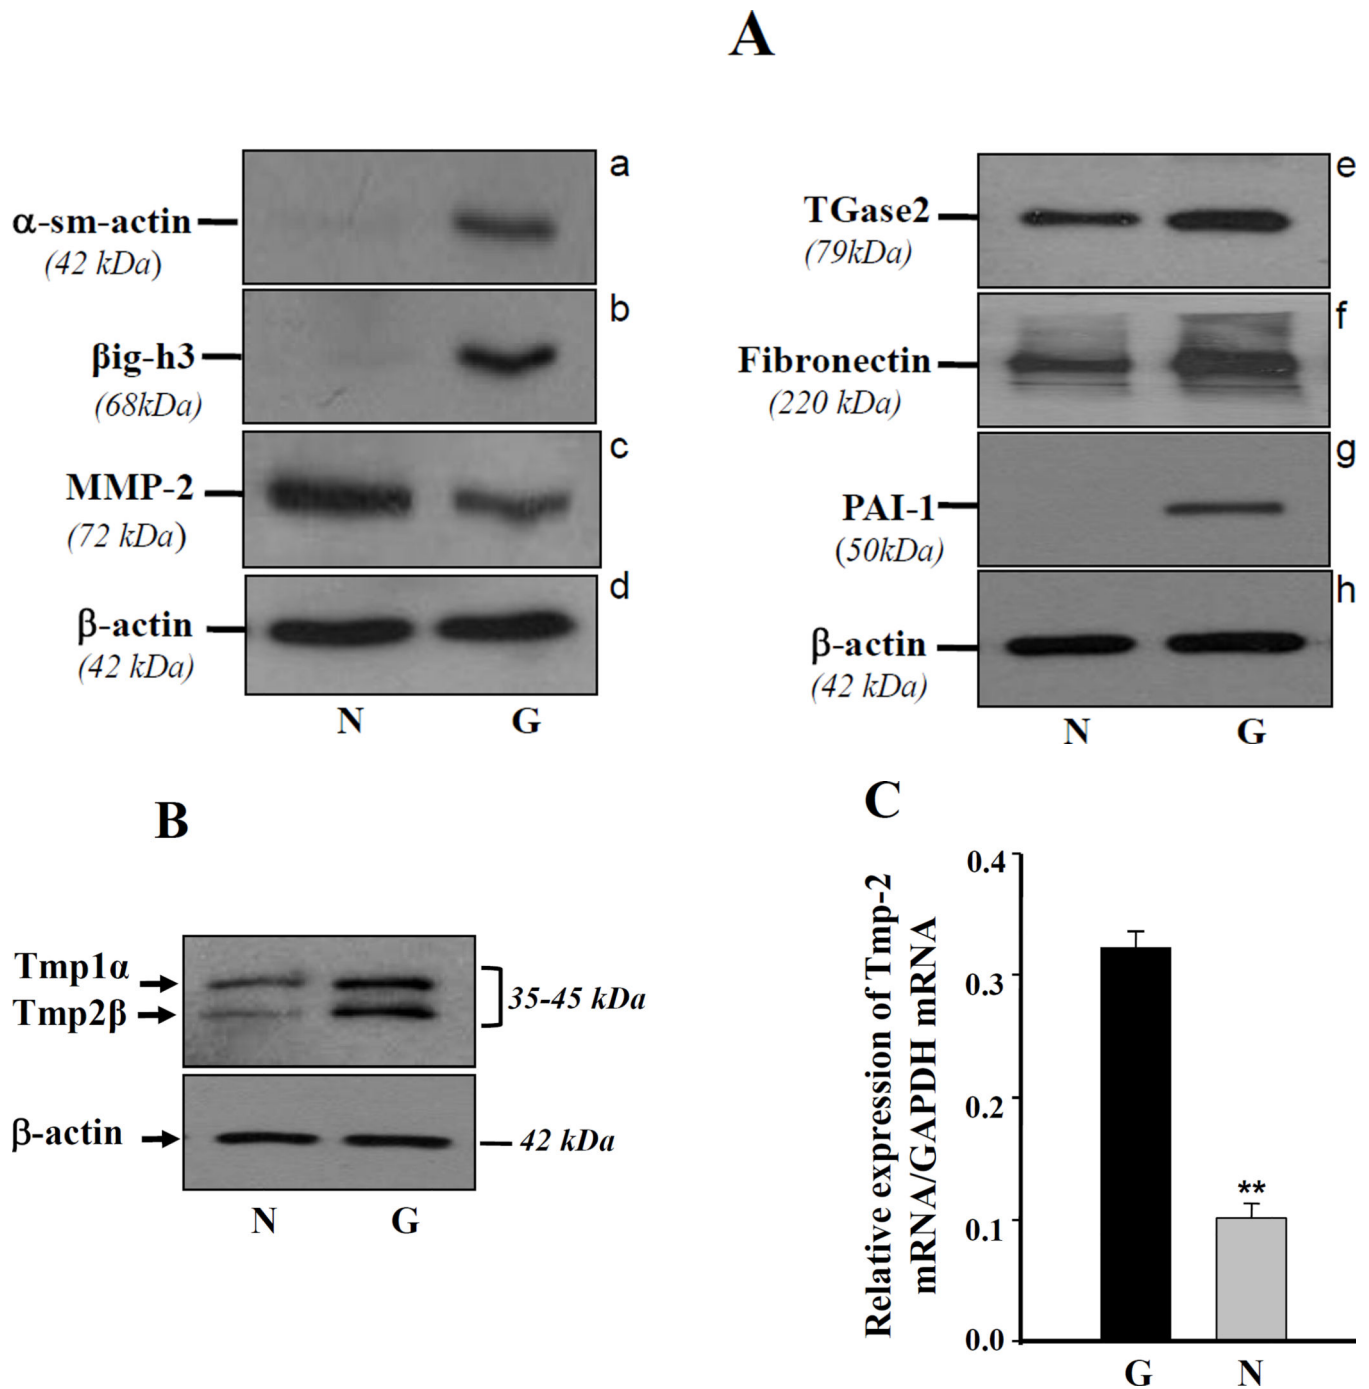 A
a
α-sm-actin
(42 kDa)
b
βig-h3
(68kDa)
c
MMP-2
(72 kDa)
d
β-actin
(42 kDa)
N G
e
TGase2
(79kDa)
f
Fibronectin
(220 kDa)
g
PAI-1
(50kDa)
h
β-actin
(42 kDa)
N G
B
Tmp1α
Tmp2β
35-45 kDa
β-actin
42 kDa
N G
C
Relative expression of Tmp-2
mRNA/GAPDH mRNA
0.4
0.3
0.2
0.1
0.0
**
G N